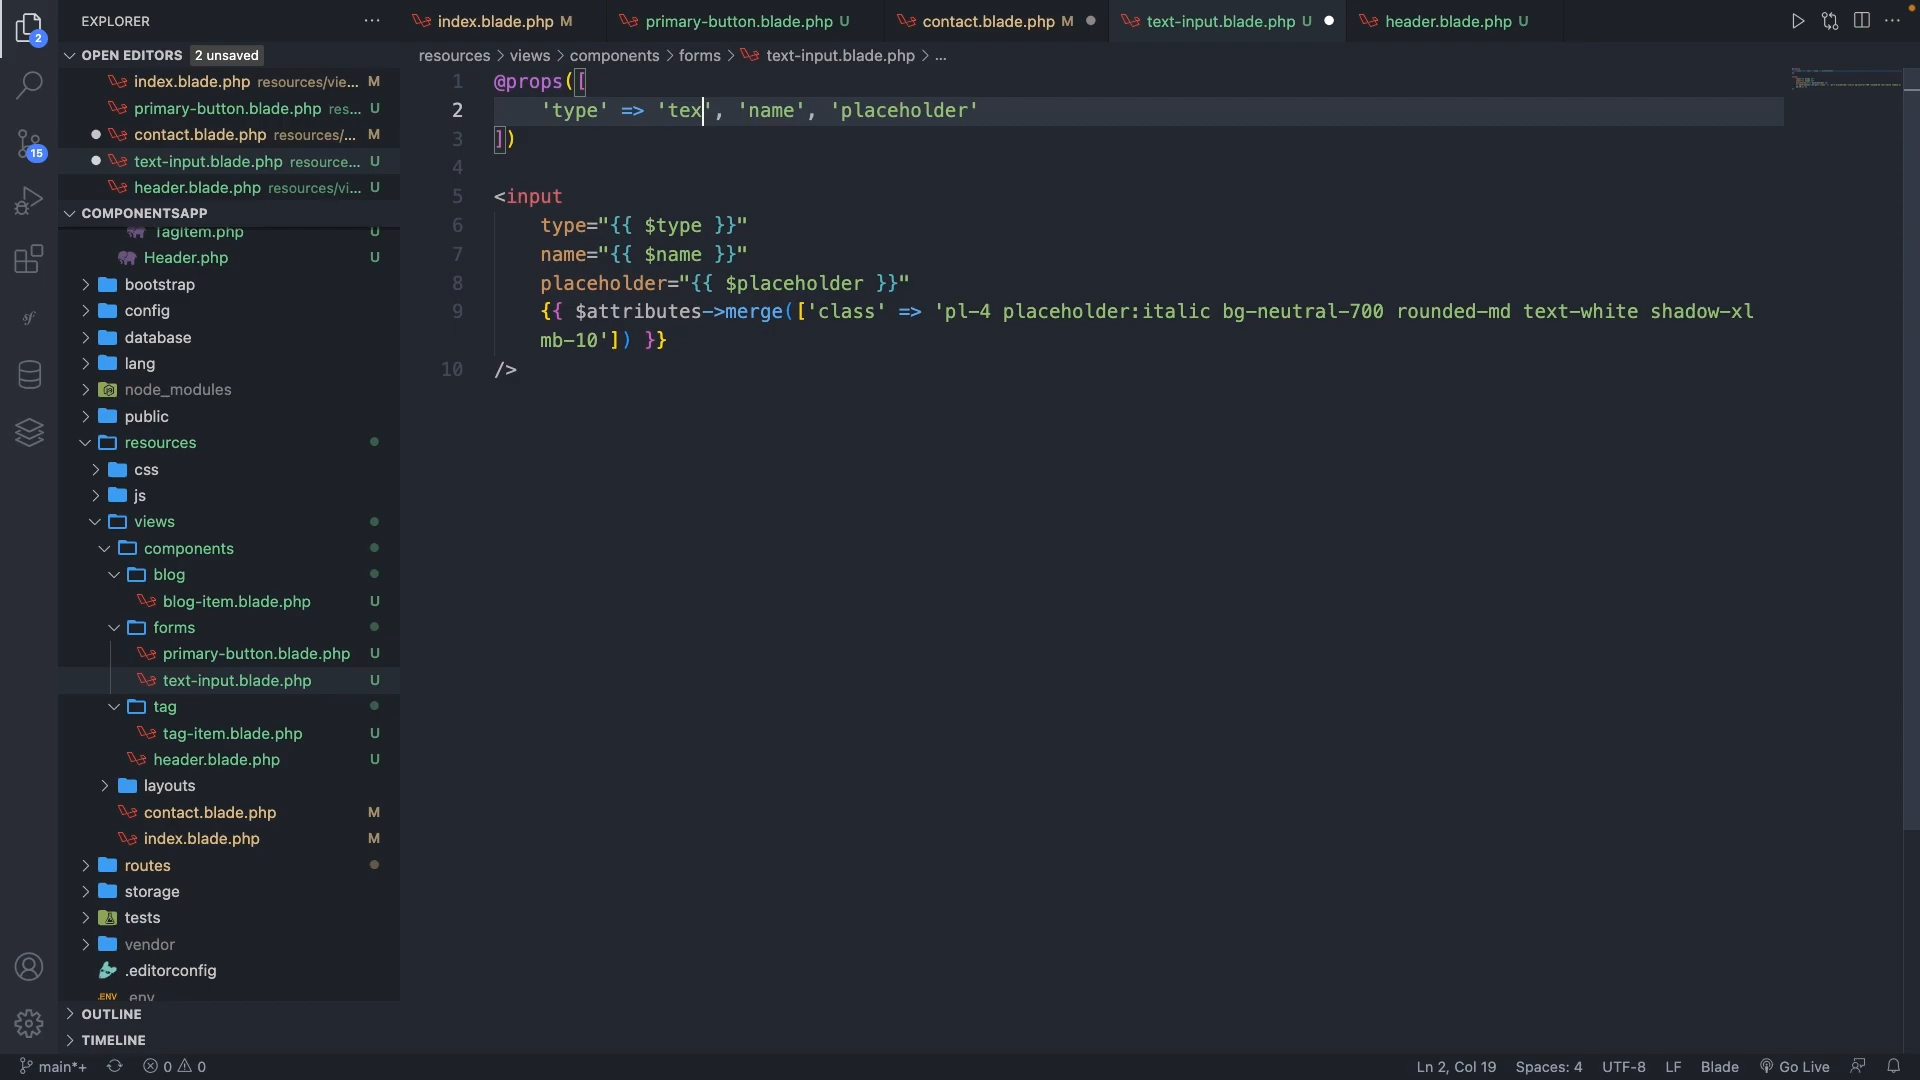 EXPLORER
OPEN EDITORS 2 unsaved
index.blade.php resources/vie... M
primary-button.blade.php res... U
contact.blade.php resources/... M
text-input.blade.php resource... U
header.blade.php resources/vi... U
COMPONENTSAPP
TagItem.php U
Header.php U
bootstrap
config
database
lang
node_modules
public
resources
css
js
views
components
blog
blog-item.blade.php U
forms
primary-button.blade.php U
text-input.blade.php U
tag
tag-item.blade.php U
header.blade.php U
layouts
contact.blade.php M
index.blade.php M
routes
storage
tests
vendor
.editorconfig
.ENV .env
OUTLINE
TIMELINE
2
15
sf
index.blade.php M
primary-button.blade.php U
contact.blade.php M
text-input.blade.php U
header.blade.php U
resources > views > components > forms > text-input.blade.php > ...
1 @props([
2 'type' => 'tex', 'name', 'placeholder'
3 ])
4
5 <input
6 type="{{ $type }}"
7 name="{{ $name }}"
8 placeholder="{{ $placeholder }}"
9 {{ $attributes->merge(['class' => 'pl-4 placeholder:italic bg-neutral-700 rounded-md text-white shadow-xl
mb-10']) }}
10 />
main*+ 0 0
Ln 2, Col 19 Spaces: 4 UTF-8 LF Blade Go Live